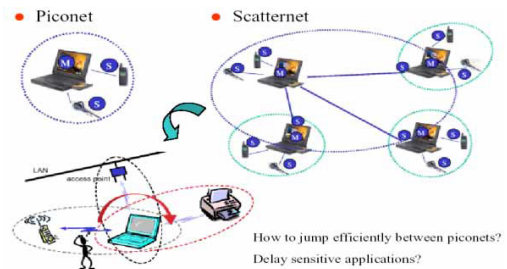 • Piconet
• Scatternet
M
S
S
S
M
S
S
M
S
S
M
S
S
M
S
S
LAN
access point
How to jump efficiently between piconets?
Delay sensitive applications?